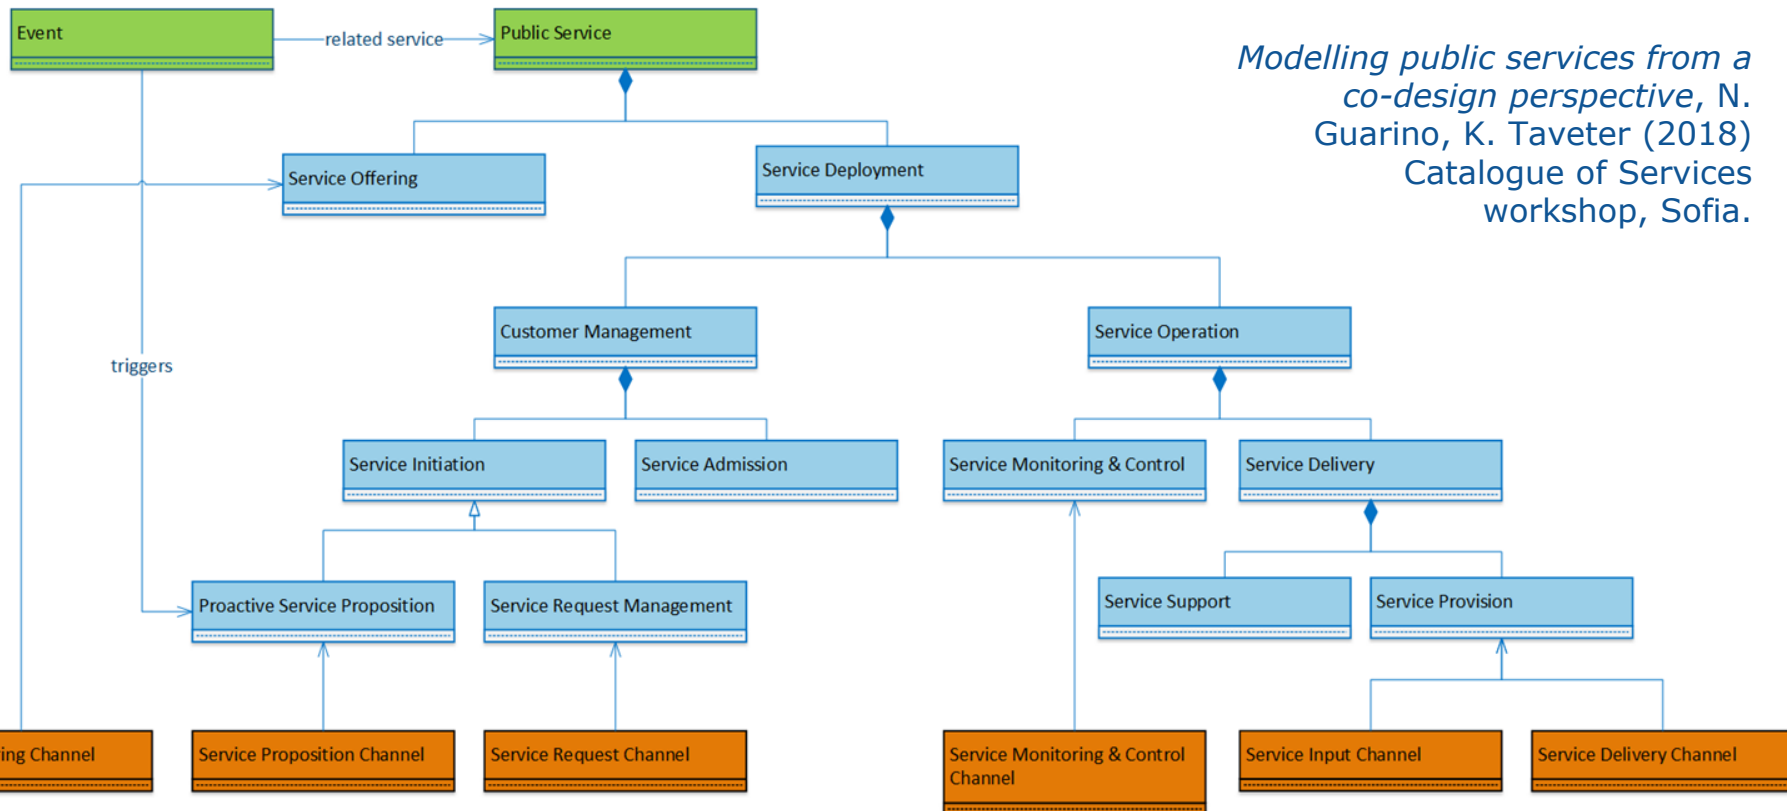 Event
related service
Public Service
Modelling public services from a
co-design perspective, N.
Guarino, K. Taveter (2018)
Catalogue of Services
workshop, Sofia.
Service Offering
Service Deployment
Customer Management
Service Operation
triggers
Service Initiation
Service Admission
Service Monitoring & Control
Service Delivery
Proactive Service Proposition
Service Request Management
Service Support
Service Provision
ing Channel
Service Proposition Channel
Service Request Channel
Service Monitoring & Control
Channel
Service Input Channel
Service Delivery Channel